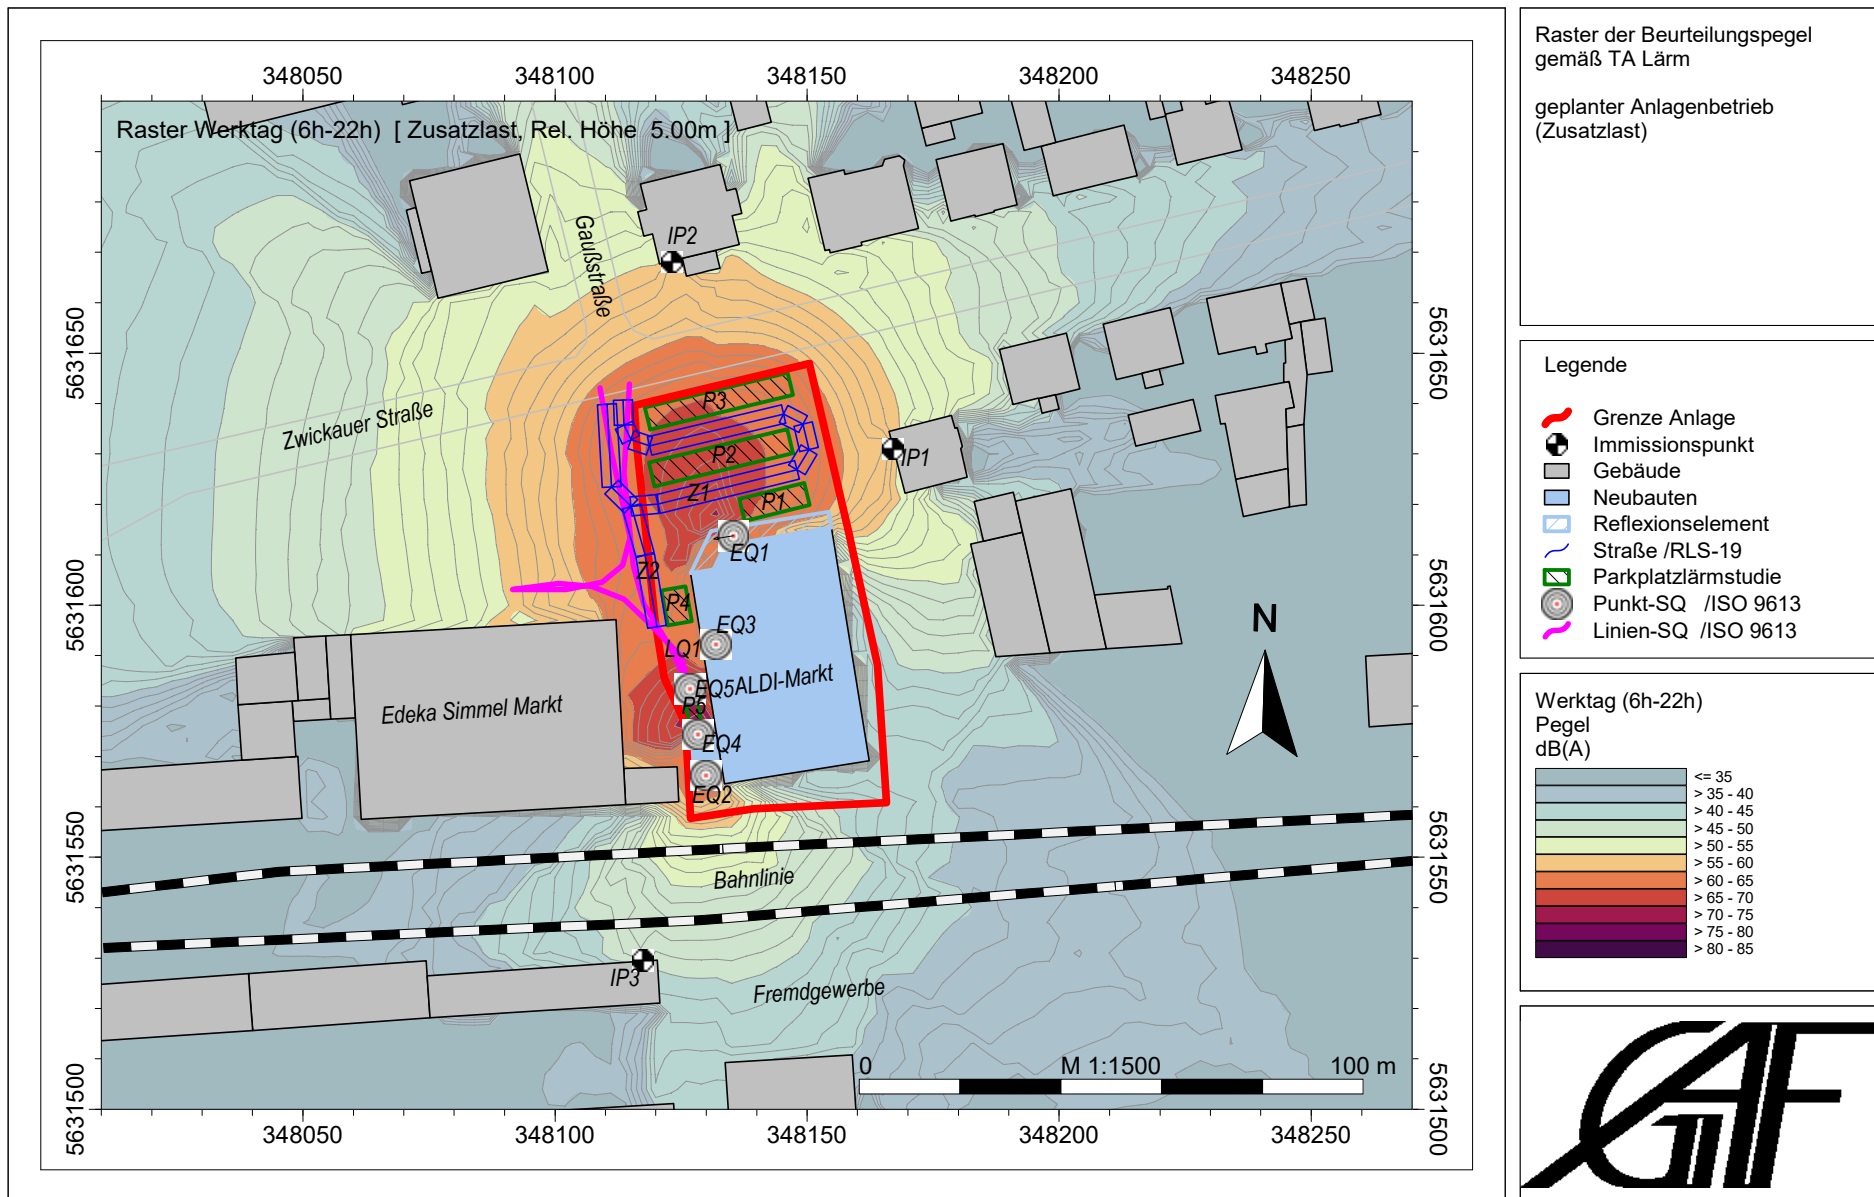 348050 348100 348150 348200 348250
Raster Werktag (6h-22h) [ Zusatzlast, Rel. Höhe 5.00m ]
5631650
5631600
5631550
5631500
IP2
Gaußstraße
Zwickauer Straße
P3
P2
Z1
P1
IP1
EQ1
Z2
P4
EQ3
LQ1
EQ5
ALDI-Markt
P5
EQ4
EQ2
Edeka Simmel Markt
N
Bahnlinie
IP3
Fremdgewerbe
0 M 1:1500 100 m
5631650
5631600
5631550
5631500
348050 348100 348150 348200 348250
Raster der Beurteilungspegel
gemäß TA Lärm
geplanter Anlagenbetrieb
(Zusatzlast)
Legende
Grenze Anlage
Immissionspunkt
Gebäude
Neubauten
Reflexionselement
Straße /RLS-19
Parkplatzlärmstudie
Punkt-SQ /ISO 9613
Linien-SQ /ISO 9613
Werktag (6h-22h)
Pegel
dB(A)
<= 35
> 35 - 40
> 40 - 45
> 45 - 50
> 50 - 55
> 55 - 60
> 60 - 65
> 65 - 70
> 70 - 75
> 75 - 80
> 80 - 85
GAF